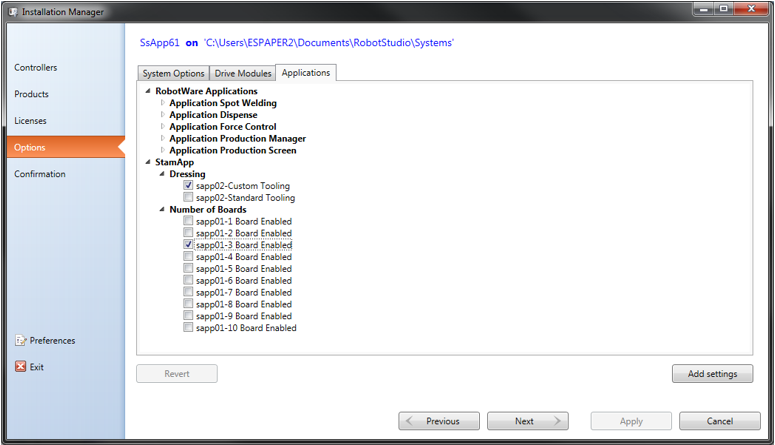 Installation Manager
SsApp61 on 'C:\Users\ESPAPER2\Documents\RobotStudio\Systems'
Controllers
Products
Licenses
Options
Confirmation
Preferences
Exit
System Options
Drive Modules
Applications
RobotWare Applications
Application Spot Welding
Application Dispense
Application Force Control
Application Production Manager
Application Production Screen
StamApp
Dressing
sapp02-Custom Tooling
sapp02-Standard Tooling
Number of Boards
sapp01-1 Board Enabled
sapp01-2 Board Enabled
sapp01-3 Board Enabled
sapp01-4 Board Enabled
sapp01-5 Board Enabled
sapp01-6 Board Enabled
sapp01-7 Board Enabled
sapp01-8 Board Enabled
sapp01-9 Board Enabled
sapp01-10 Board Enabled
Revert
Add settings
Previous
Next
Apply
Cancel